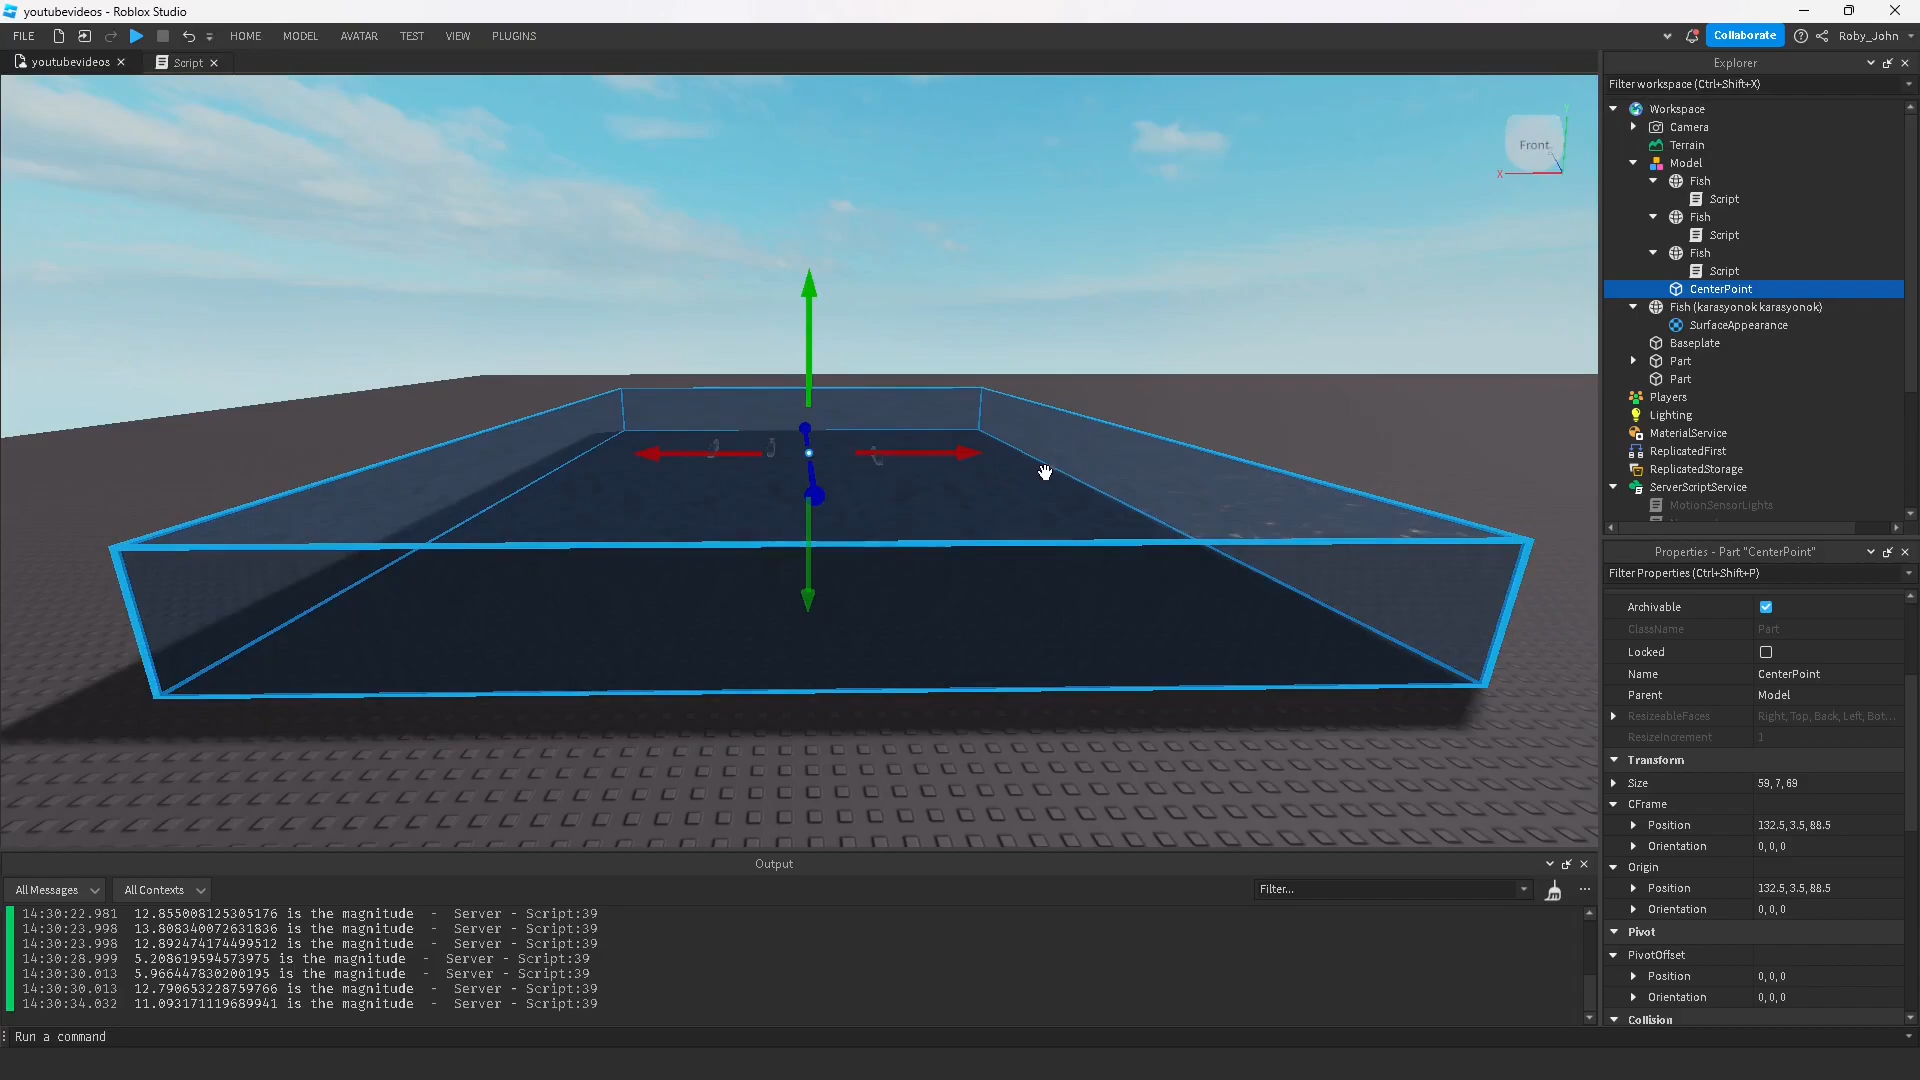 youtubevideos - Roblox Studio
FILE HOME MODEL AVATAR TEST VIEW PLUGINS Collaborate Roby_John
youtubevideos Script
Front
X
Explorer
Filter workspace (Ctrl+Shift+X)
Workspace
Camera
Terrain
Model
Fish
Script
Fish
Script
Fish
Script
CenterPoint
Fish (karasyonok karasyonok)
SurfaceAppearance
Baseplate
Part
Part
Players
Lighting
MaterialService
ReplicatedFirst
ReplicatedStorage
ServerScriptService
MotionSensorLights
Properties - Part "CenterPoint"
Filter Properties (Ctrl+Shift+P)
Archivable
ClassName Part
Locked
Name CenterPoint
Parent Model
ResizeableFaces Right, Top, Back, Left, Bot...
ResizeIncrement 1
Transform
Size 59, 7, 69
CFrame
Position 132.5, 3.5, 88.5
Orientation 0, 0, 0
Origin
Position 132.5, 3.5, 88.5
Orientation 0, 0, 0
Pivot
PivotOffset
Position 0, 0, 0
Orientation 0, 0, 0
Collision
Output
All Messages All Contexts Filter...
14:30:22.981 12.855008125305176 is the magnitude - Server - Script:39
14:30:23.998 13.808340072631836 is the magnitude - Server - Script:39
14:30:23.998 12.892474174499512 is the magnitude - Server - Script:39
14:30:28.999 5.208619594573975 is the magnitude - Server - Script:39
14:30:30.013 5.966447830200195 is the magnitude - Server - Script:39
14:30:30.013 12.790653228759766 is the magnitude - Server - Script:39
14:30:34.032 11.093171119689941 is the magnitude - Server - Script:39
Run a command